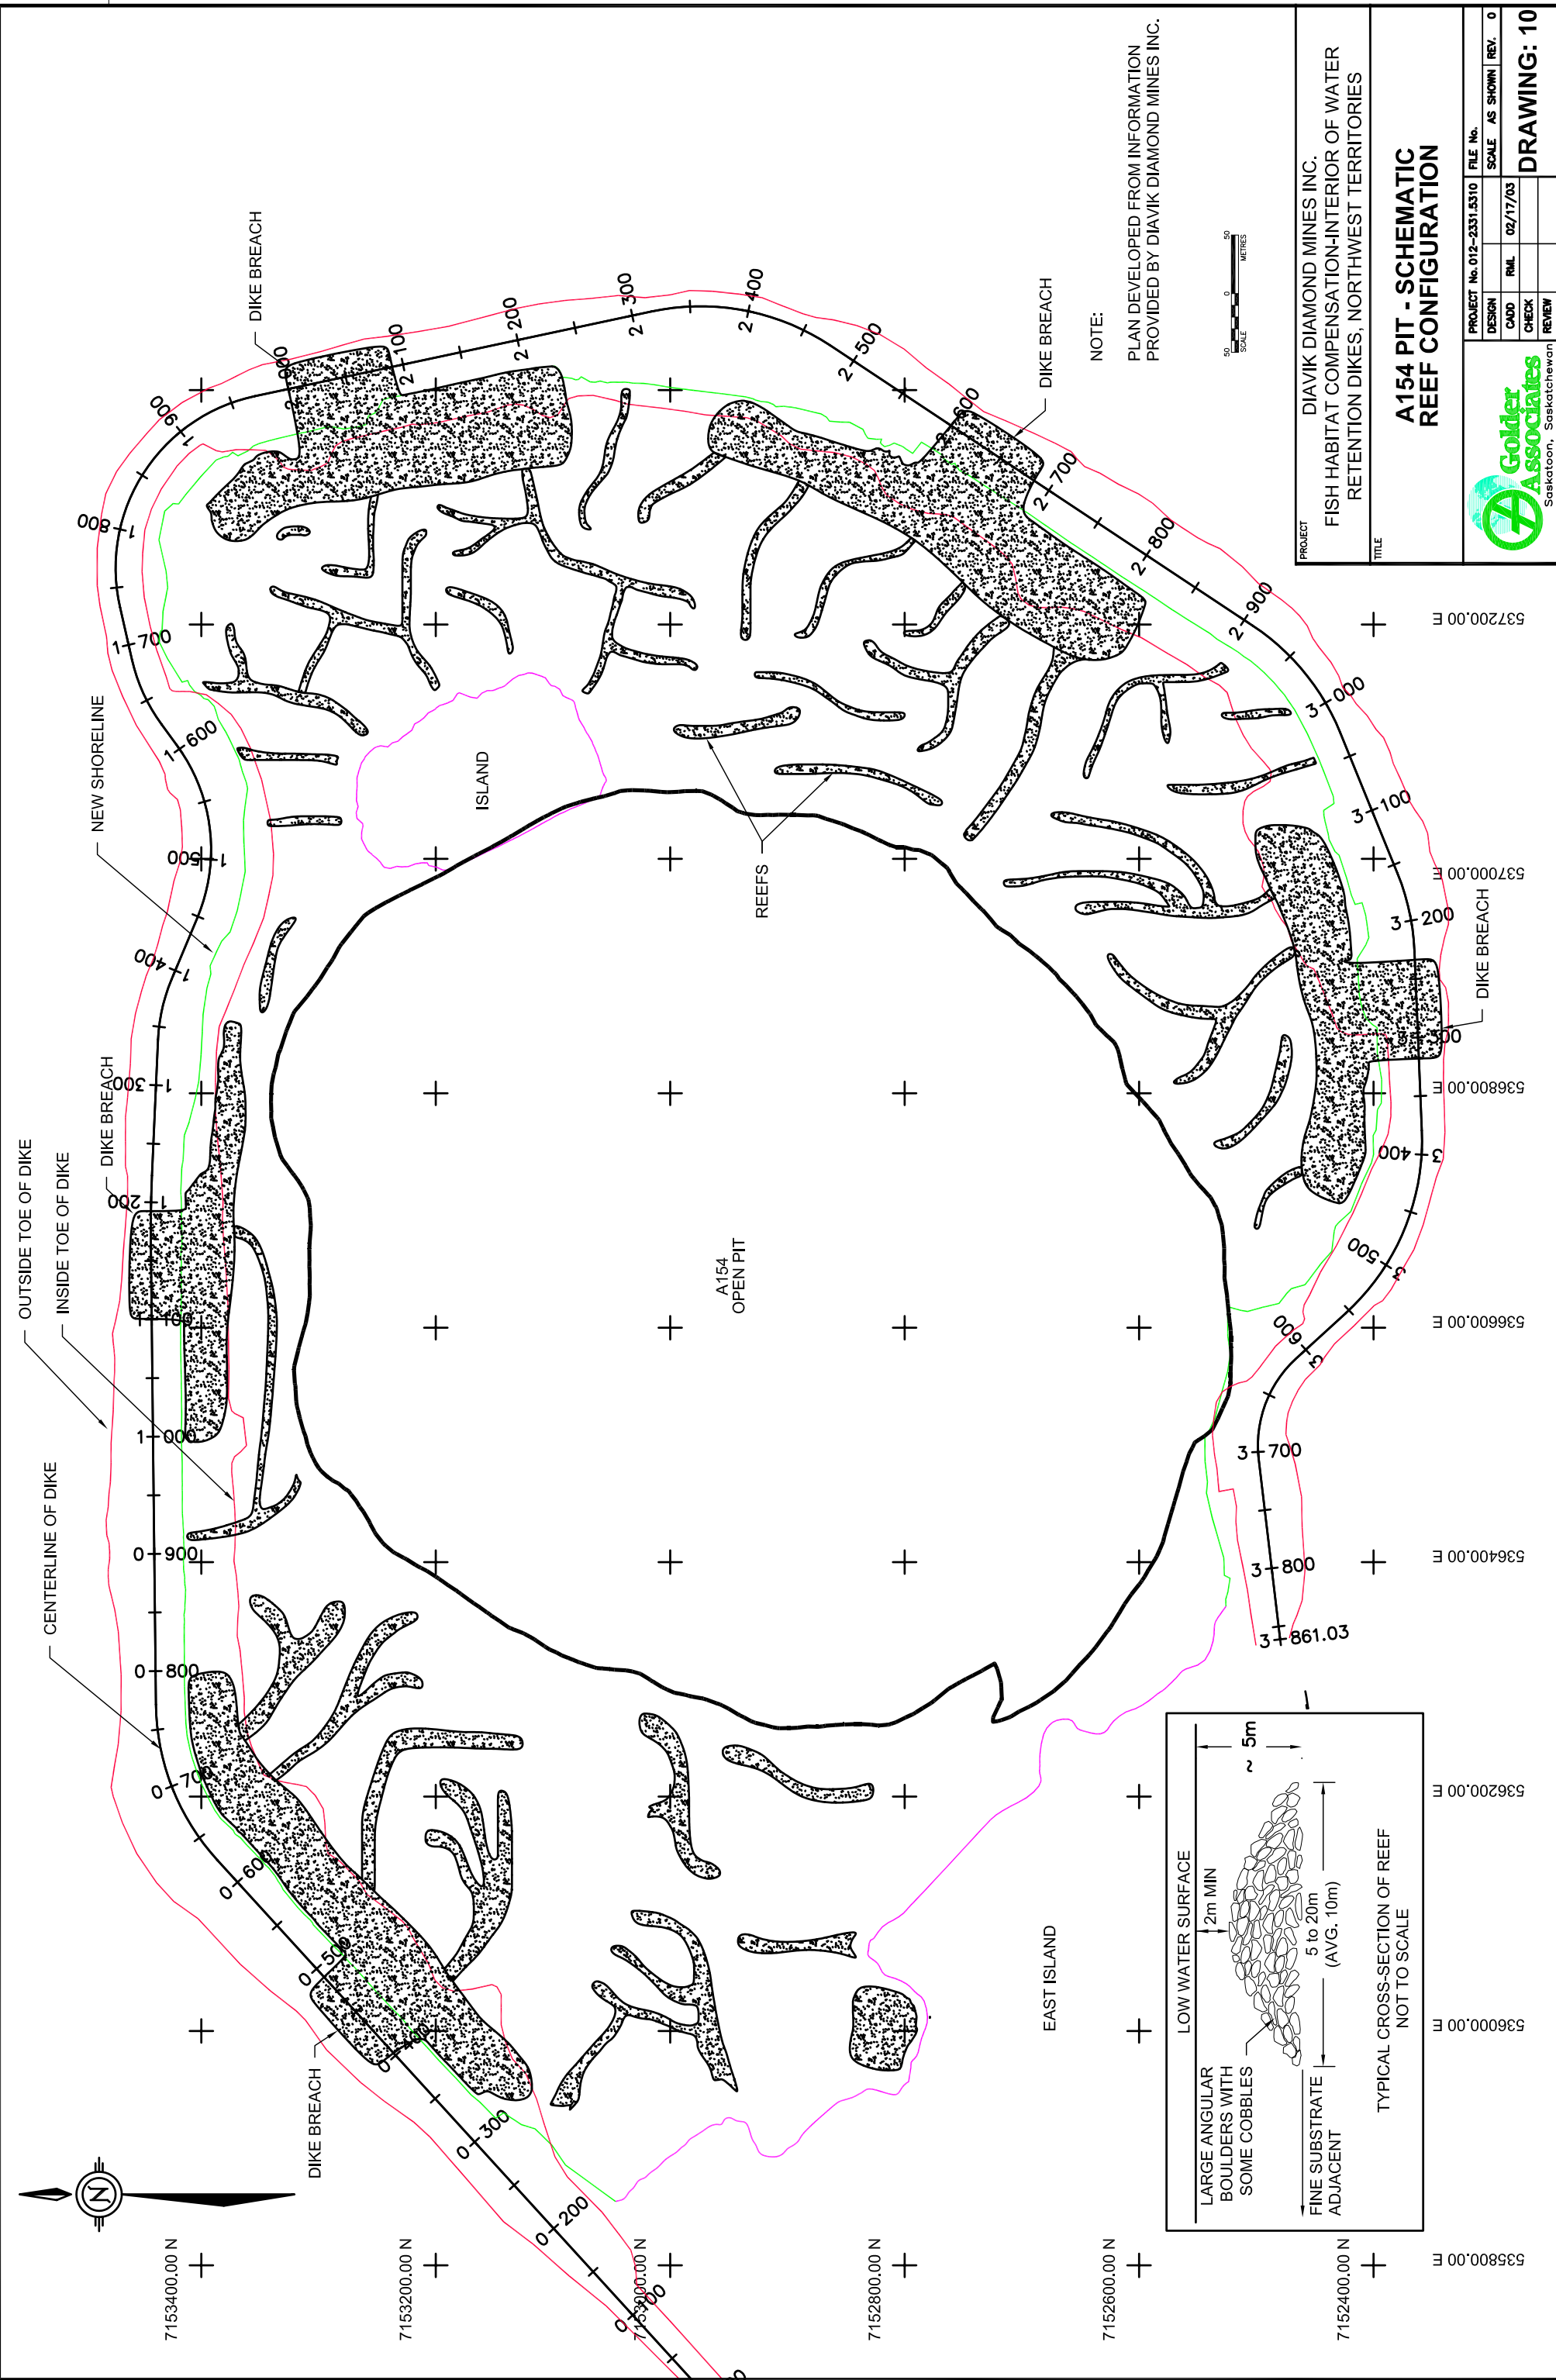 OUTSIDE TOE OF DIKE
INSIDE TOE OF DIKE
CENTERLINE OF DIKE
NEW SHORELINE
DIKE BREACH
DIKE BREACH
DIKE BREACH
DIKE BREACH
DIKE BREACH
ISLAND
REEFS
A154
OPEN PIT
EAST ISLAND
N
0+100
0+200
0+300
0+400
0+500
0+600
0+700
0+800
0+900
1+000
1+100
1+200
1+300
1+400
1+500
1+600
1+700
1+800
1+900
2+000
2+100
2+200
2+300
2+400
2+500
2+600
2+700
2+800
2+900
3+000
3+100
3+200
3+300
3+400
3+500
3+600
3+700
3+800
3+861.03
7153400.00 N
7153200.00 N
7153000.00 N
7152800.00 N
7152600.00 N
7152400.00 N
535800.00 E
536000.00 E
536200.00 E
536400.00 E
536600.00 E
536800.00 E
537000.00 E
537200.00 E
LOW WATER SURFACE
2m MIN
~ 5m
LARGE ANGULAR
BOULDERS WITH
SOME COBBLES
5 to 20m
(AVG. 10m)
FINE SUBSTRATE
ADJACENT
TYPICAL CROSS-SECTION OF REEF
NOT TO SCALE
NOTE:
PLAN DEVELOPED FROM INFORMATION
PROVIDED BY DIAVIK DIAMOND MINES INC.
50 0 50
SCALE METRES
PROJECT
DIAVIK DIAMOND MINES INC.
FISH HABITAT COMPENSATION-INTERIOR OF WATER
RETENTION DIKES, NORTHWEST TERRITORIES
TITLE
A154 PIT - SCHEMATIC
REEF CONFIGURATION
Golder
Associates
Saskatoon, Saskatchewan
PROJECT No. 012-2331.5310 FILE No.
DESIGN SCALE AS SHOWN REV. 0
CADD RML 02/17/03
CHECK
REVIEW
DRAWING: 10